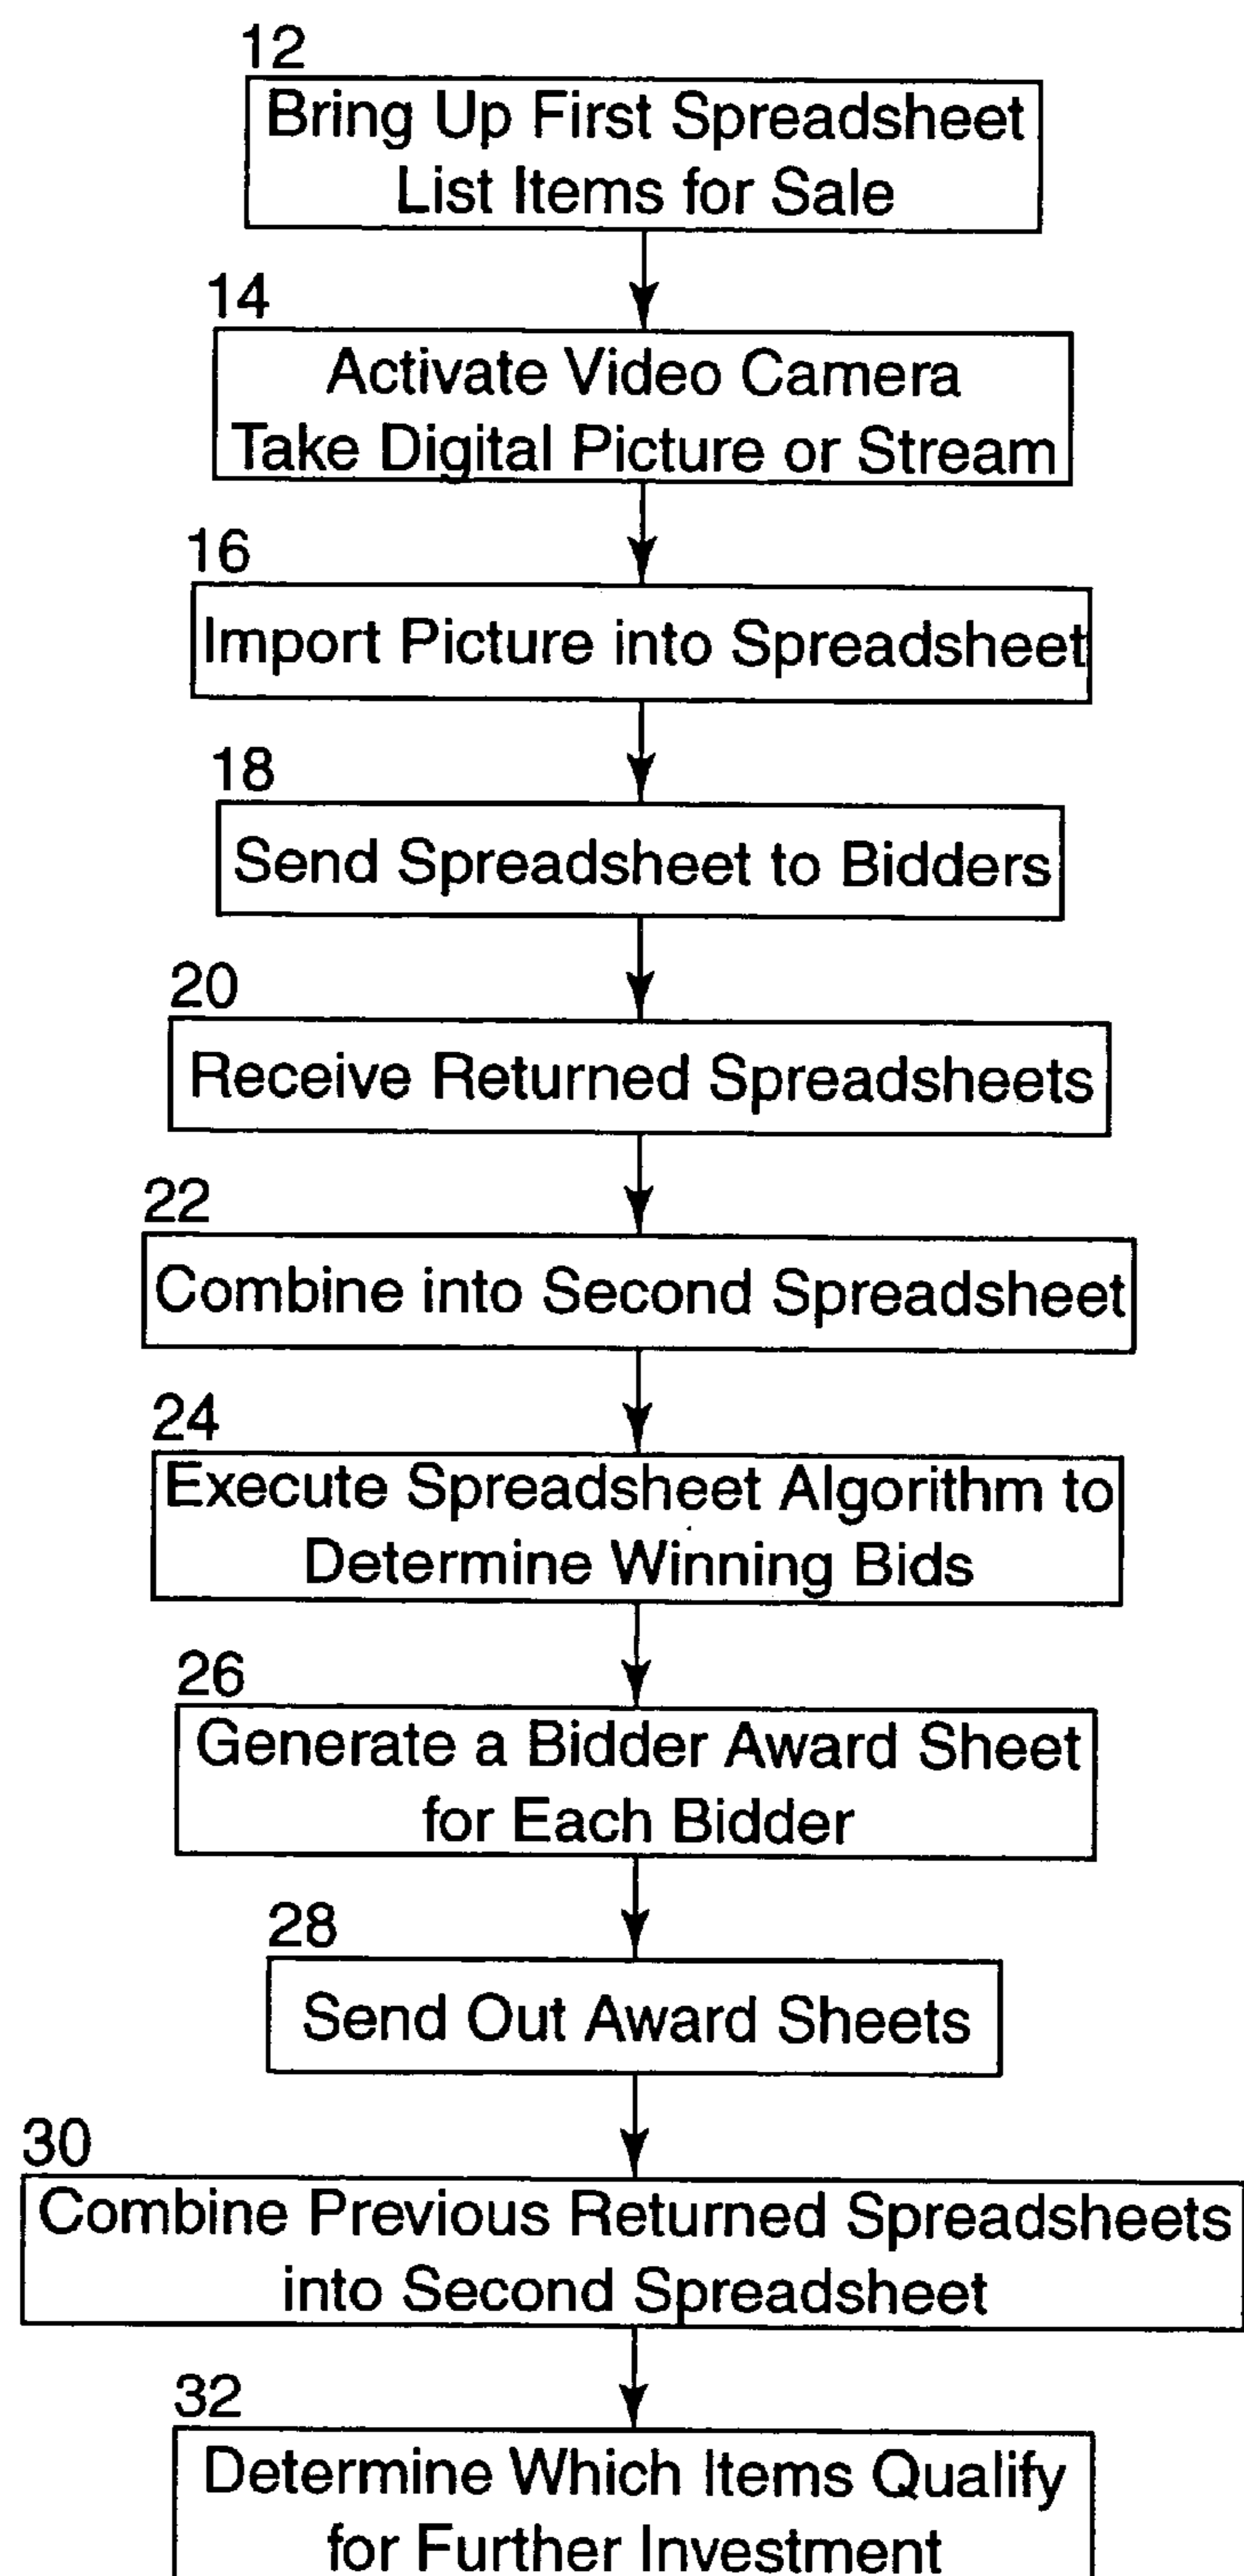 12
Bring Up First Spreadsheet
List Items for Sale
14
Activate Video Camera
Take Digital Picture or Stream
16
Import Picture into Spreadsheet
18
Send Spreadsheet to Bidders
20
Receive Returned Spreadsheets
22
Combine into Second Spreadsheet
24
Execute Spreadsheet Algorithm to
Determine Winning Bids
26
Generate a Bidder Award Sheet
for Each Bidder
28
Send Out Award Sheets
30
Combine Previous Returned Spreadsheets
into Second Spreadsheet
32
Determine Which Items Qualify
for Further Investment